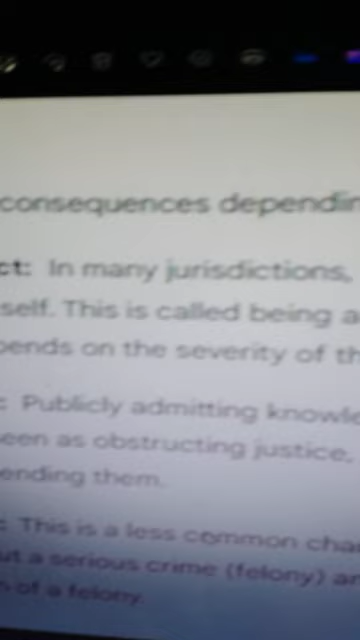 consequences dependin
ct: In many jurisdictions,
self. This is called being a
pends on the severity of th
: Publicly admitting knowle
een as obstructing justice,
ending them.
: This is a less common cha
ut a serious crime (felony) an
n of a felony.